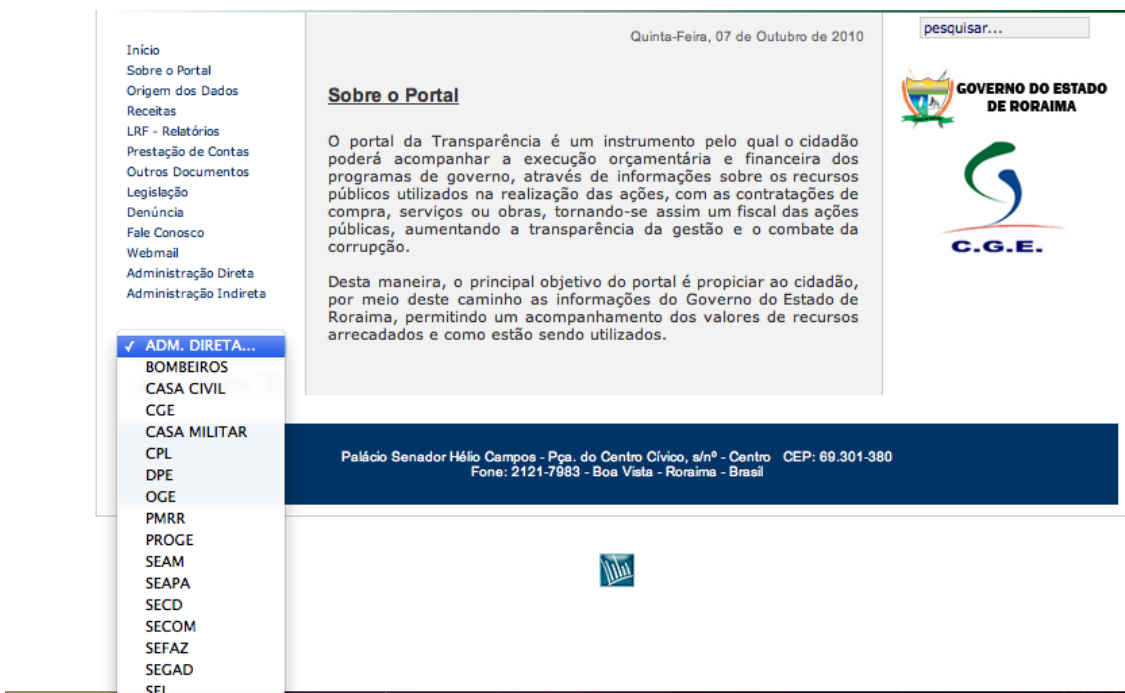 Início
Sobre o Portal
Origem dos Dados
Receitas
LRF - Relatórios
Prestação de Contas
Outros Documentos
Legislação
Denúncia
Fale Conosco
Webmail
Administração Direta
Administração Indireta
✓ ADM. DIRETA...
BOMBEIROS
CASA CIVIL
CGE
CASA MILITAR
CPL
DPE
OGE
PMRR
PROGE
SEAM
SEAPA
SECD
SECOM
SEFAZ
SEGAD
Quinta-Feira, 07 de Outubro de 2010
Sobre o Portal
O portal da Transparência é um instrumento pelo qual o cidadão
poderá acompanhar a execução orçamentária e financeira dos
programas de governo, através de informações sobre os recursos
públicos utilizados na realização das ações, com as contratações de
compra, serviços ou obras, tornando-se assim um fiscal das ações
públicas, aumentando a transparência da gestão e o combate da
corrupção.
Desta maneira, o principal objetivo do portal é propiciar ao cidadão,
por meio deste caminho as informações do Governo do Estado de
Roraima, permitindo um acompanhamento dos valores de recursos
arrecadados e como estão sendo utilizados.
pesquisar...
GOVERNO DO ESTADO
DE RORAIMA
C.G.E.
Palácio Senador Hélio Campos - Pça. do Centro Cívico, s/nº - Centro CEP: 69.301-380
Fone: 2121-7983 - Boa Vista - Roraima - Brasil